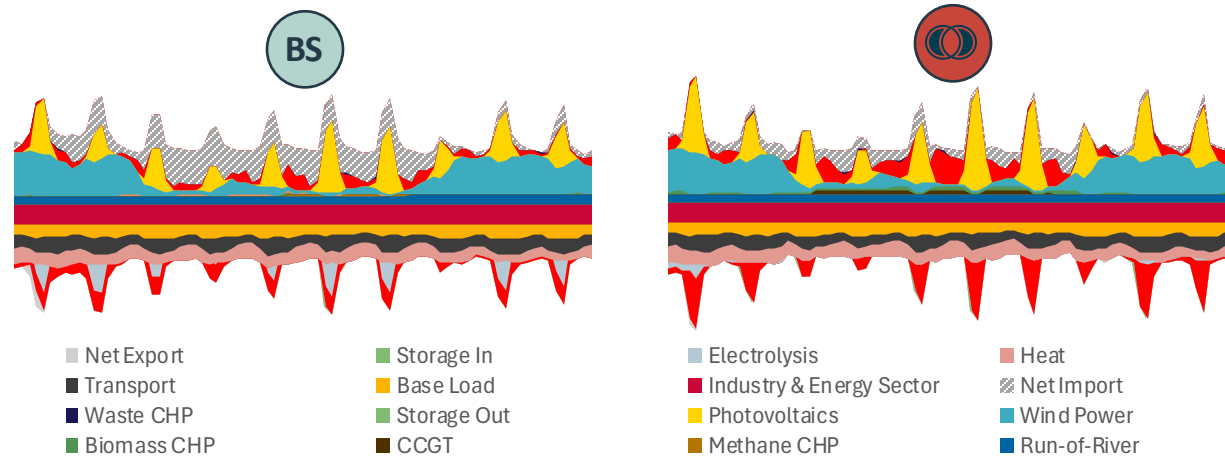 BS
Net Export
Storage In
Electrolysis
Heat
Transport
Base Load
Industry & Energy Sector
Net Import
Waste CHP
Storage Out
Photovoltaics
Wind Power
Biomass CHP
CCGT
Methane CHP
Run-of-River